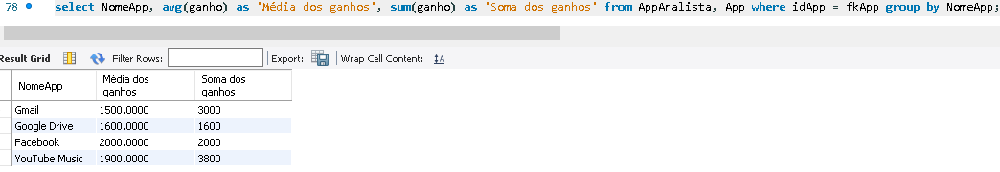 78 select NomeApp, avg(ganho) as 'Média dos ganhos', sum(ganho) as 'Soma dos ganhos' from AppAnalista, App where idApp = fkApp group by NomeApp;
Result Grid Filter Rows: Export: Wrap Cell Content:
NomeApp Média dos ganhos Soma dos ganhos
Gmail 1500.0000 3000
Google Drive 1600.0000 1600
Facebook 2000.0000 2000
YouTube Music 1900.0000 3800